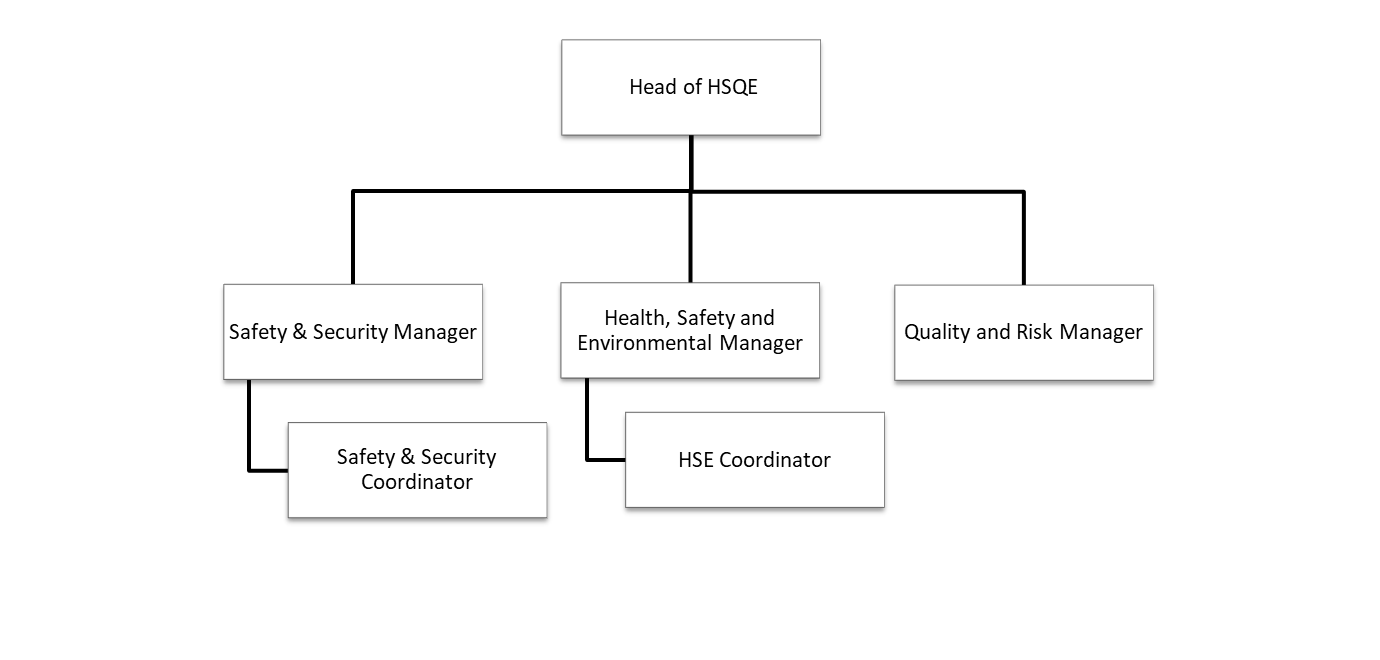 Head of HSQE
Safety & Security Manager
Health, Safety and
Environmental Manager
Quality and Risk Manager
Safety & Security
Coordinator
HSE Coordinator